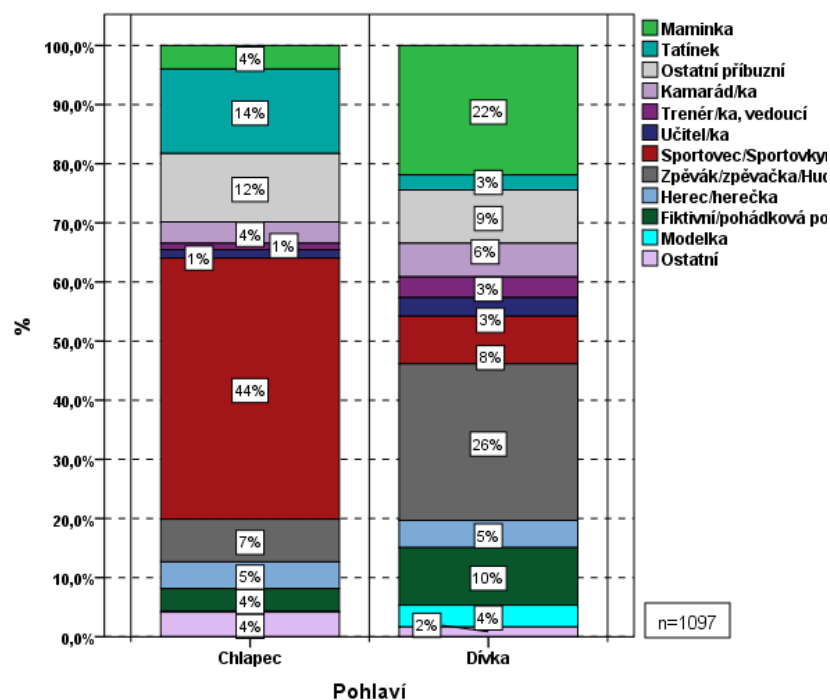 Maminka
Tatínek
Ostatní příbuzní
Kamarád/ka
Trenér/ka, vedoucí
Učitel/ka
Sportovec/Sportovkyn
Zpěvák/zpěvačka/Hud
Herec/herečka
Fiktivní/pohádková po
Modelka
Ostatní
100,0%
90,0%
80,0%
70,0%
60,0%
50,0%
40,0%
30,0%
20,0%
10,0%
0,0%
%
4%
14%
12%
4%
1%
1%
44%
7%
5%
4%
4%
22%
3%
9%
6%
3%
3%
8%
26%
5%
10%
4%
2%
n=1097
Chlapec
Dívka
Pohlaví